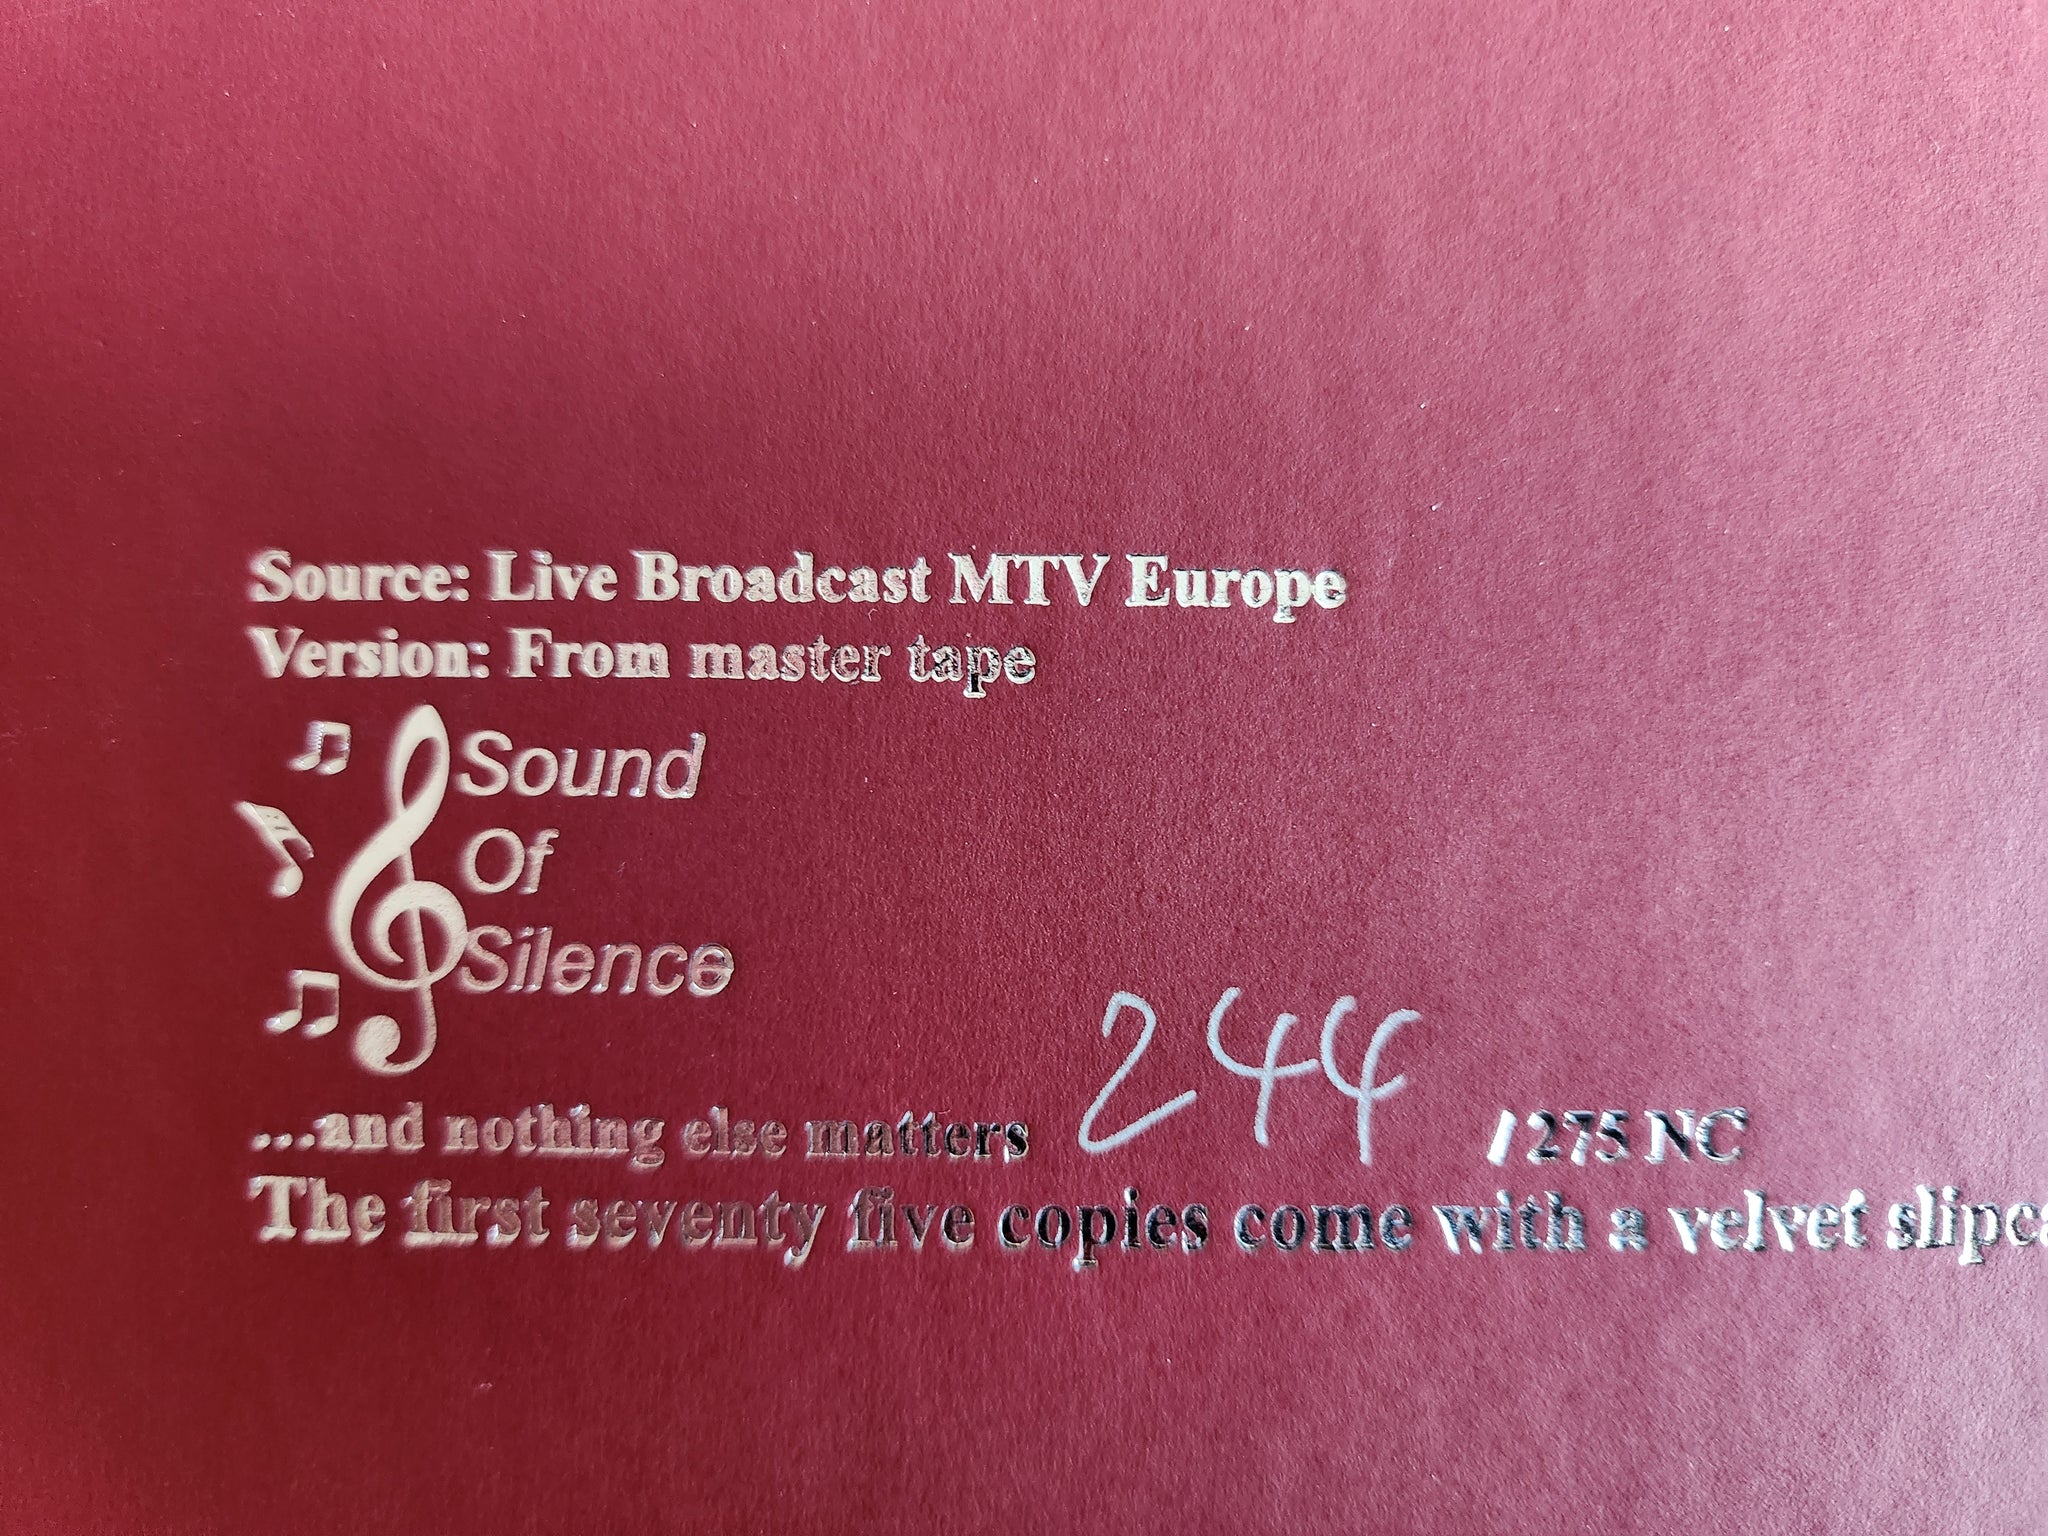 Source: Live Broadcast MTV Europe
Version: From master tape
Sound
Of
Silence
...and nothing else matters 244 /275 NC
The first seventy five copies come with a velvet slipca